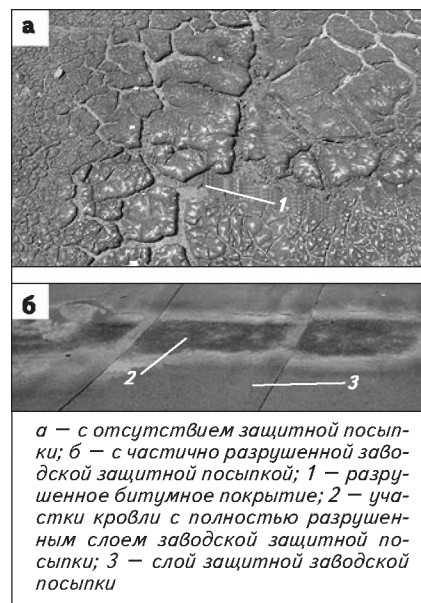 а
1
б
2
3
а — с отсутствием защитной посып-
ки; б — с частично разрушенной заво-
дской защитной посыпкой; 1 — разру-
шенное битумное покрытие; 2 — уча-
стки кровли с полностью разрушен-
ным слоем заводской защитной по-
сыпки; 3 — слой защитной заводской
посыпки